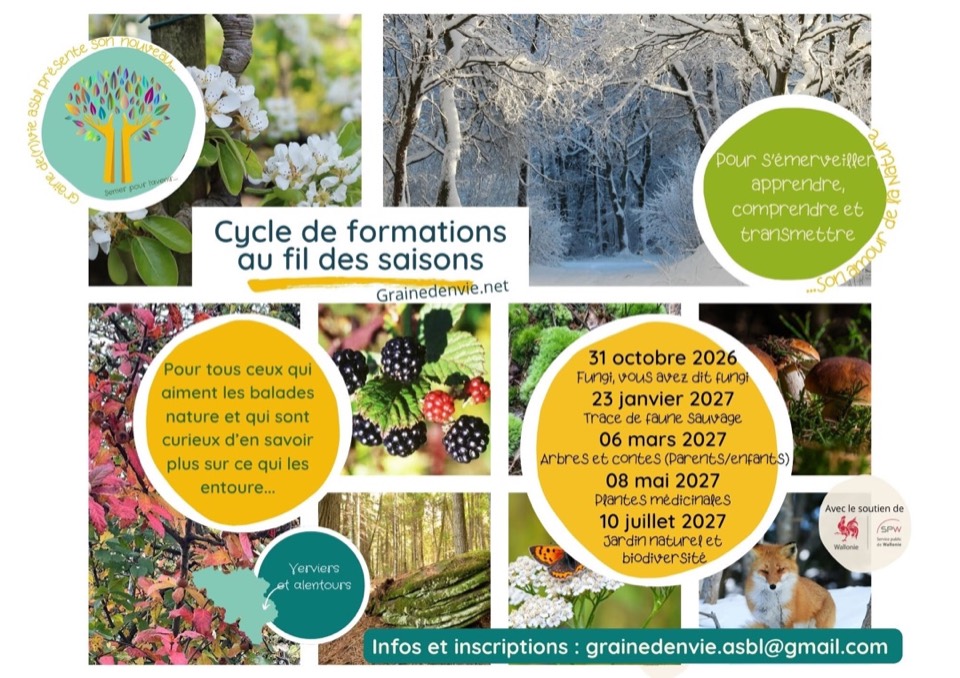 Graine d'envie asbl présente son nouveau...
Semer pour l'avenir...
Cycle de formations
au fil des saisons
Grainedenvie.net
Pour s'émerveiller,
apprendre,
comprendre et
transmettre
...son amour de la Nature
Pour tous ceux qui
aiment les balades
nature et qui sont
curieux d'en savoir
plus sur ce qui les
entoure...
31 octobre 2026
Fungi, vous avez dit fungi
23 janvier 2027
Trace de faune sauvage
06 mars 2027
Arbres et contes (Parents/enfants)
08 mai 2027
Plantes médicinales
10 juillet 2027
Jardin naturel et
biodiversité
Avec le soutien de
Wallonie
SPW
Service public
de Wallonie
Verviers
et alentours
Infos et inscriptions : grainedenvie.asbl@gmail.com